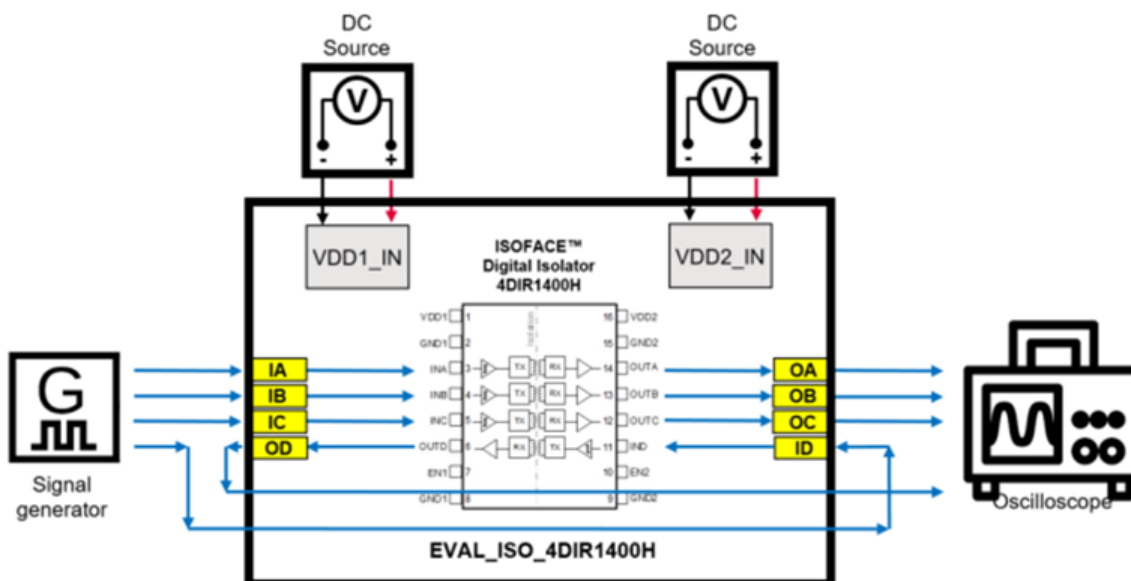 DC
Source
DC
Source
V
V
- +
- +
VDD1_IN
VDD2_IN
ISOFACE™
Digital Isolator
4DIR1400H
Isolation
VDD1 1 16 VDD2
GND1 2 15 GND2
IA INA 3 TX RX 14 OUTA OA
IB INB 4 TX RX 13 OUTB OB
IC INC 5 TX RX 12 OUTC OC
OD OUTD 6 RX TX 11 IND ID
EN1 7 10 EN2
GND1 8 9 GND2
G
Signal
generator
Oscilloscope
EVAL_ISO_4DIR1400H